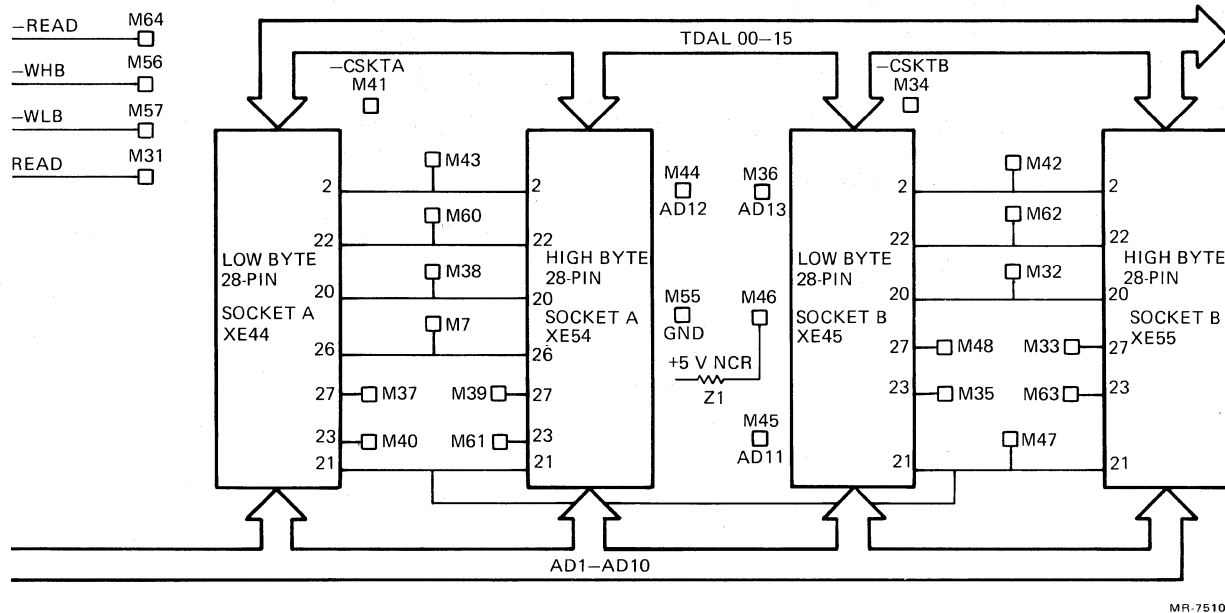 –READ M64
–WHB M56
–WLB M57
READ M31
TDAL 00–15
–CSKTA
M41
–CSKTB
M34
2 M43 2
22 M60 22
20 M38 20
26 M7 26
27 M37 M39 27
23 M40 M61 23
21 21
LOW BYTE
28-PIN
SOCKET A
XE44
HIGH BYTE
28-PIN
SOCKET A
XE54
M44
AD12
M36
AD13
M55
GND
M46
+5 V NCR
Z1
M45
AD11
2 M42 2
22 M62 22
20 M32 20
27 M48 M33 27
23 M35 M63 23
21 M47 21
LOW BYTE
28-PIN
SOCKET B
XE45
HIGH BYTE
28-PIN
SOCKET B
XE55
AD1–AD10
MR-7510